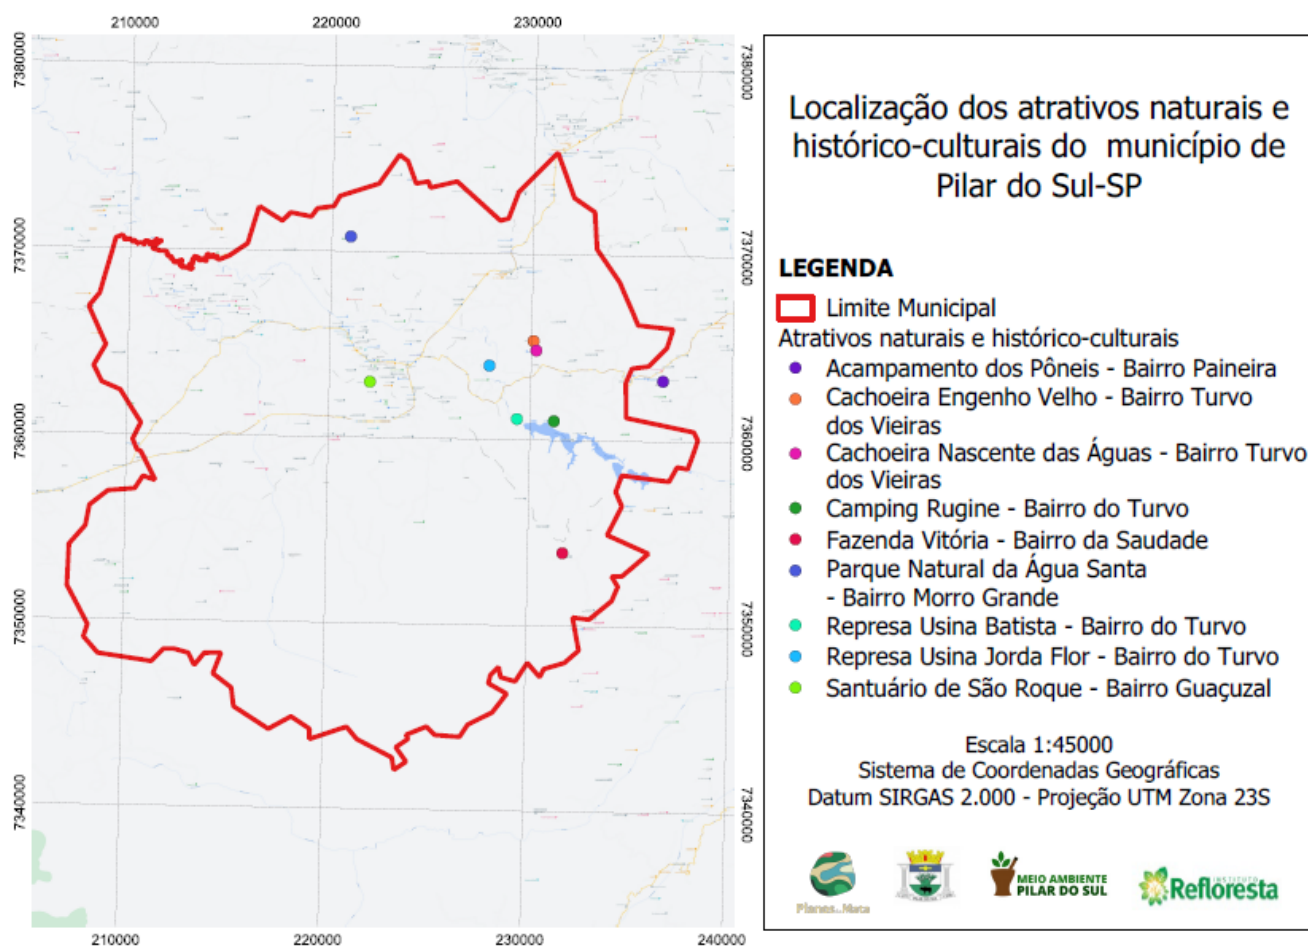 210000
220000
230000
7380000
7380000
7370000
7370000
7360000
7360000
7350000
7350000
7340000
7340000
210000
220000
230000
240000
Localização dos atrativos naturais e
histórico-culturais do município de
Pilar do Sul-SP
LEGENDA
Limite Municipal
Atrativos naturais e histórico-culturais
Acampamento dos Pôneis - Bairro Paineira
Cachoeira Engenho Velho - Bairro Turvo
dos Vieiras
Cachoeira Nascente das Águas - Bairro Turvo
dos Vieiras
Camping Rugine - Bairro do Turvo
Fazenda Vitória - Bairro da Saudade
Parque Natural da Água Santa
- Bairro Morro Grande
Represa Usina Batista - Bairro do Turvo
Represa Usina Jorda Flor - Bairro do Turvo
Santuário de São Roque - Bairro Guaçuzal
Escala 1:45000
Sistema de Coordenadas Geográficas
Datum SIRGAS 2.000 - Projeção UTM Zona 23S
MEIO AMBIENTE
PILAR DO SUL
INSTITUTO
Refloresta